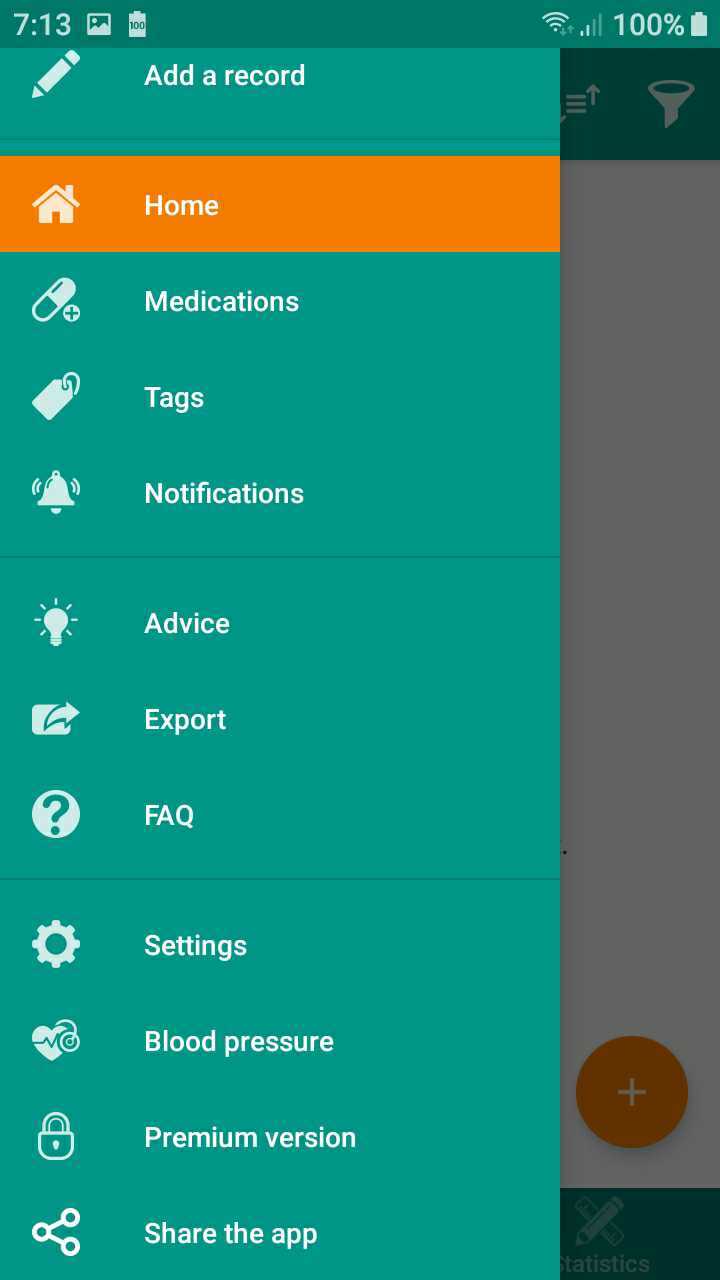 7:13
100
100%
Add a record
Home
Medications
Tags
Notifications
Advice
Export
FAQ
Settings
Blood pressure
Premium version
Share the app
Statistics